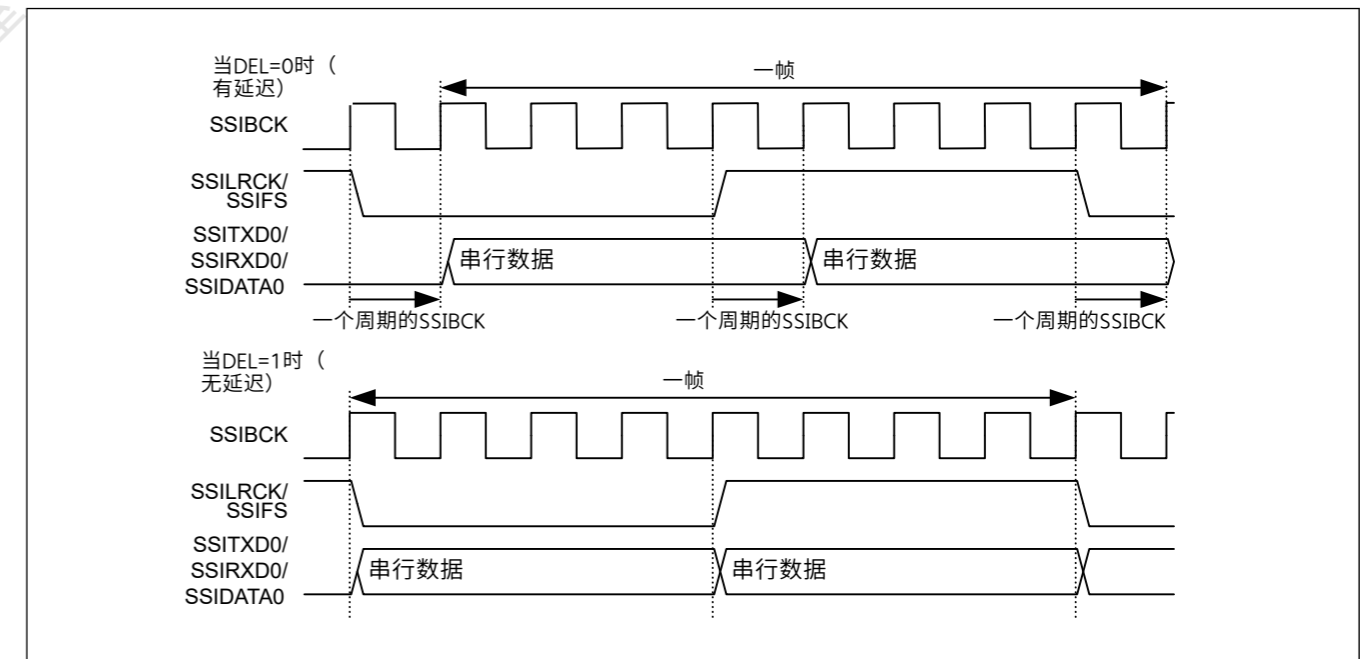 当DEL=0时（
有延迟）
一帧
SSIBCK
SSILRCK/
SSIFS
SSITXD0/
SSIRXD0/
SSIDATA0
串行数据
串行数据
一个周期的SSIBCK
一个周期的SSIBCK
一个周期的SSIBCK
当DEL=1时（
无延迟）
一帧
SSIBCK
SSILRCK/
SSIFS
SSITXD0/
SSIRXD0/
SSIDATA0
串行数据
串行数据